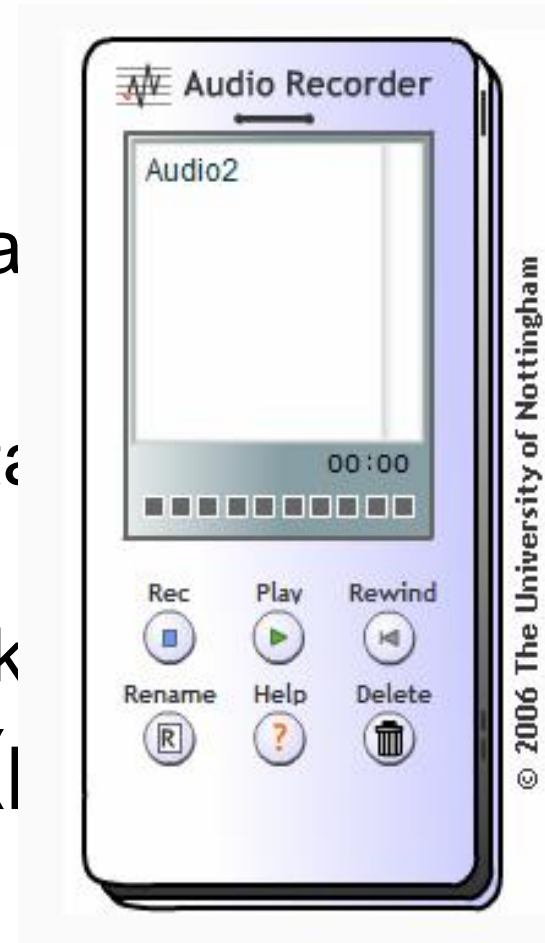 Audio Recorder
Audio2
00:00
Rec Play Rewind
Rename Help Delete
R ?
© 2006 The University of Nottingham